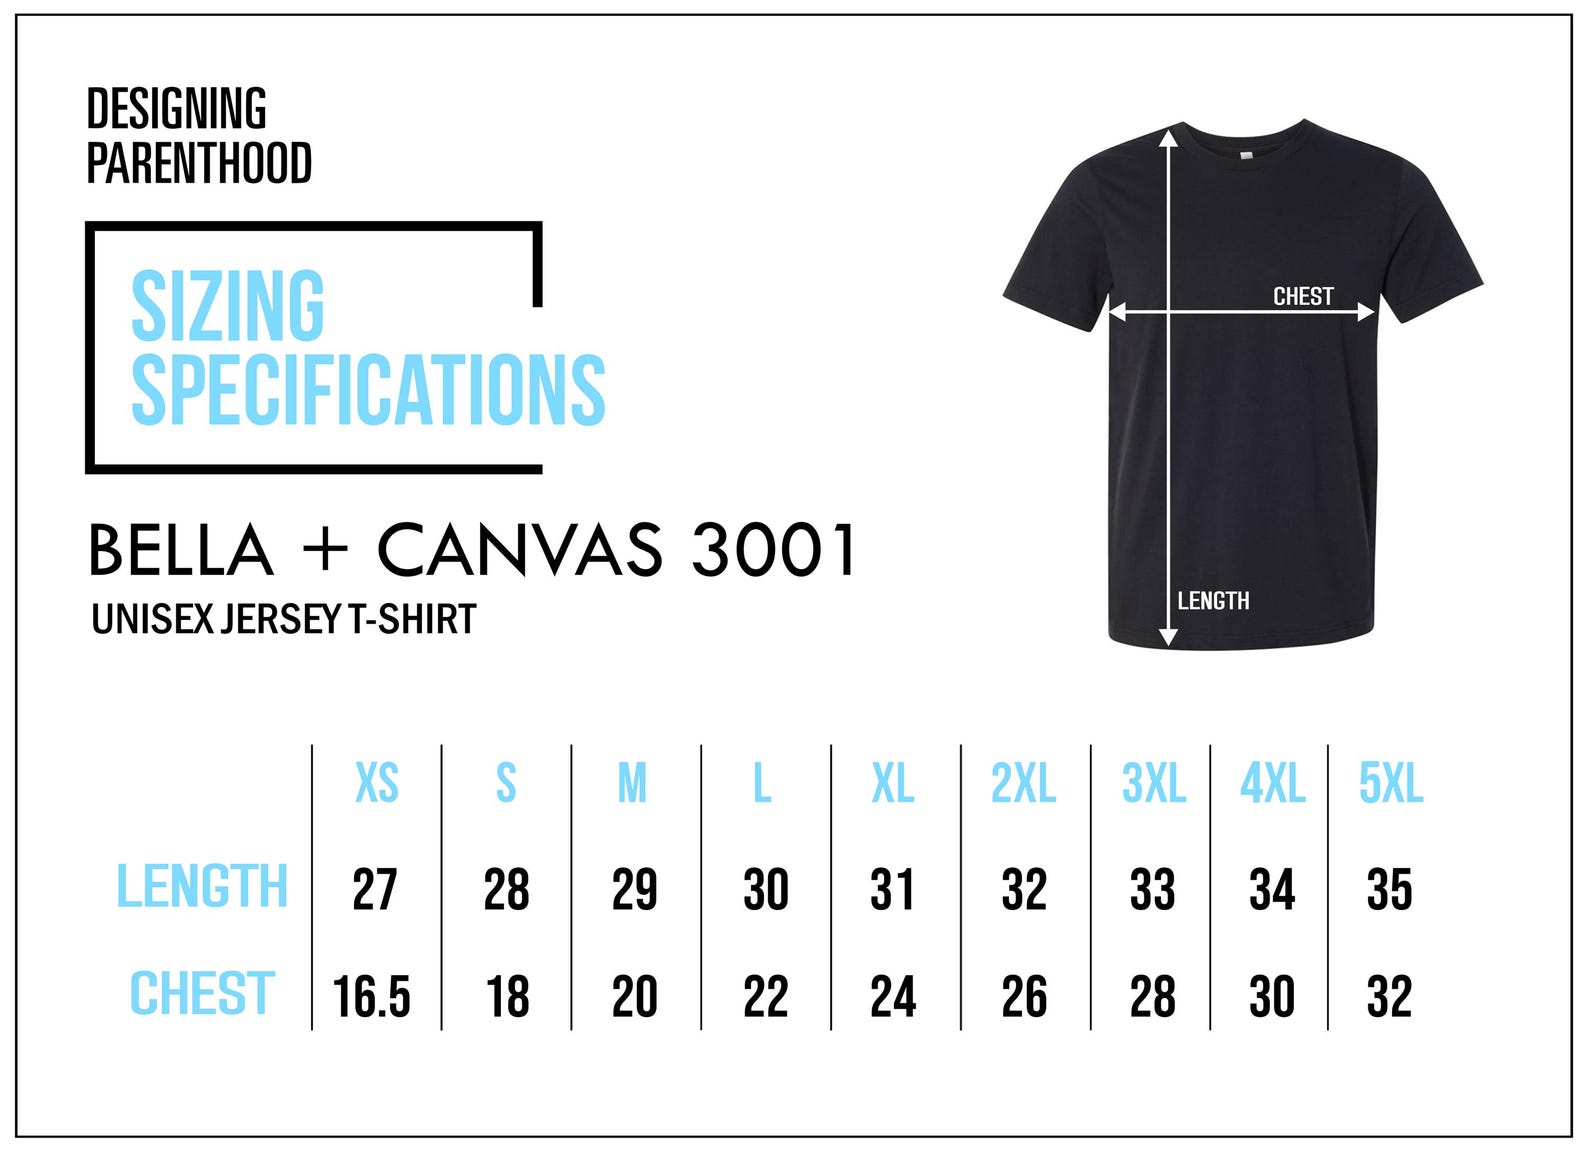 DESIGNING
PARENTHOOD
SIZING
SPECIFICATIONS
BELLA + CANVAS 3001
UNISEX JERSEY T-SHIRT
CHEST
LENGTH
XS S M L XL 2XL 3XL 4XL 5XL
LENGTH 27 28 29 30 31 32 33 34 35
CHEST 16.5 18 20 22 24 26 28 30 32